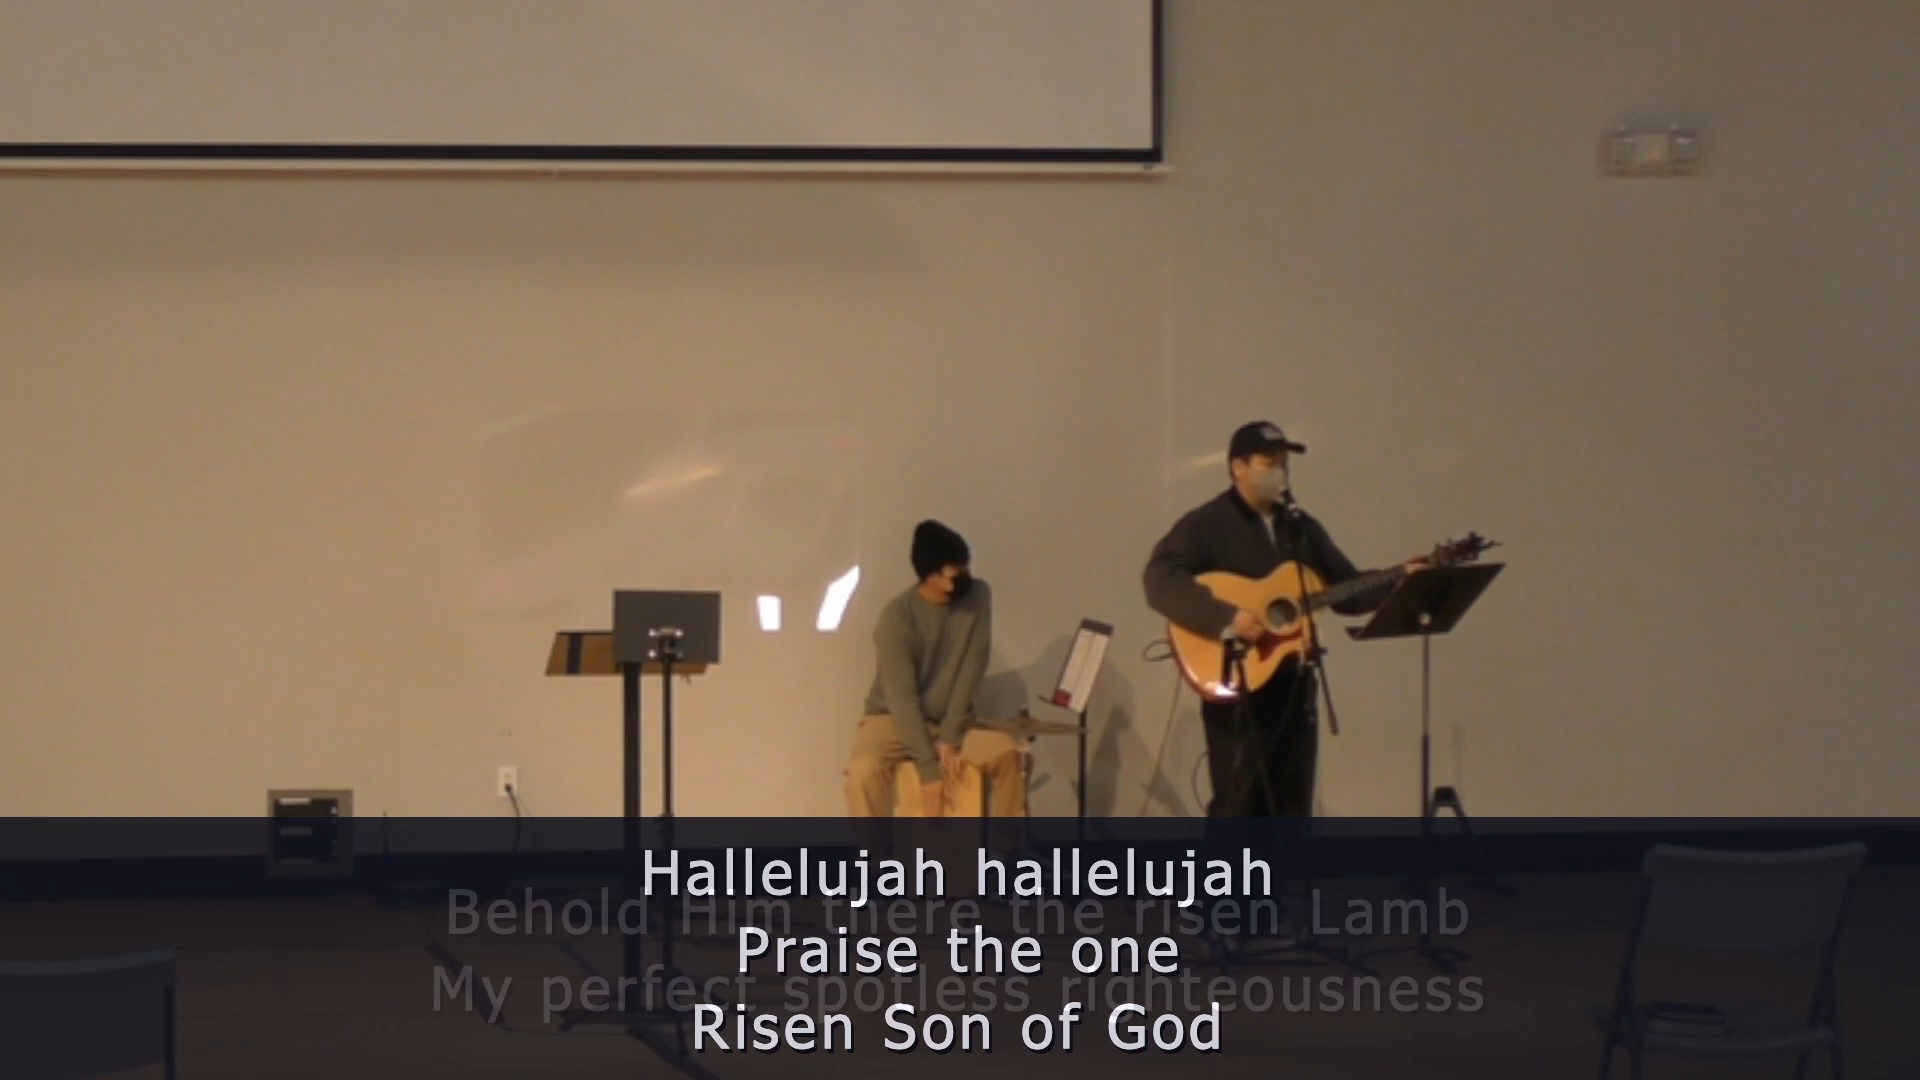 Hallelujah hallelujah
Behold Him there the risen Lamb
Praise the one
My perfect spotless righteousness
Risen Son of God